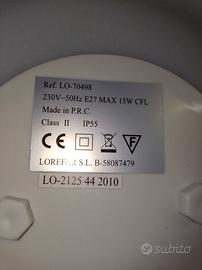 Ref. LO-70498
230V~50Hz E27 MAX 15W CFL
Made in P.R.C.
Class II IP55
CE F
LOREFAR S.L. B-58087479
LO-2125 44 2010
subito